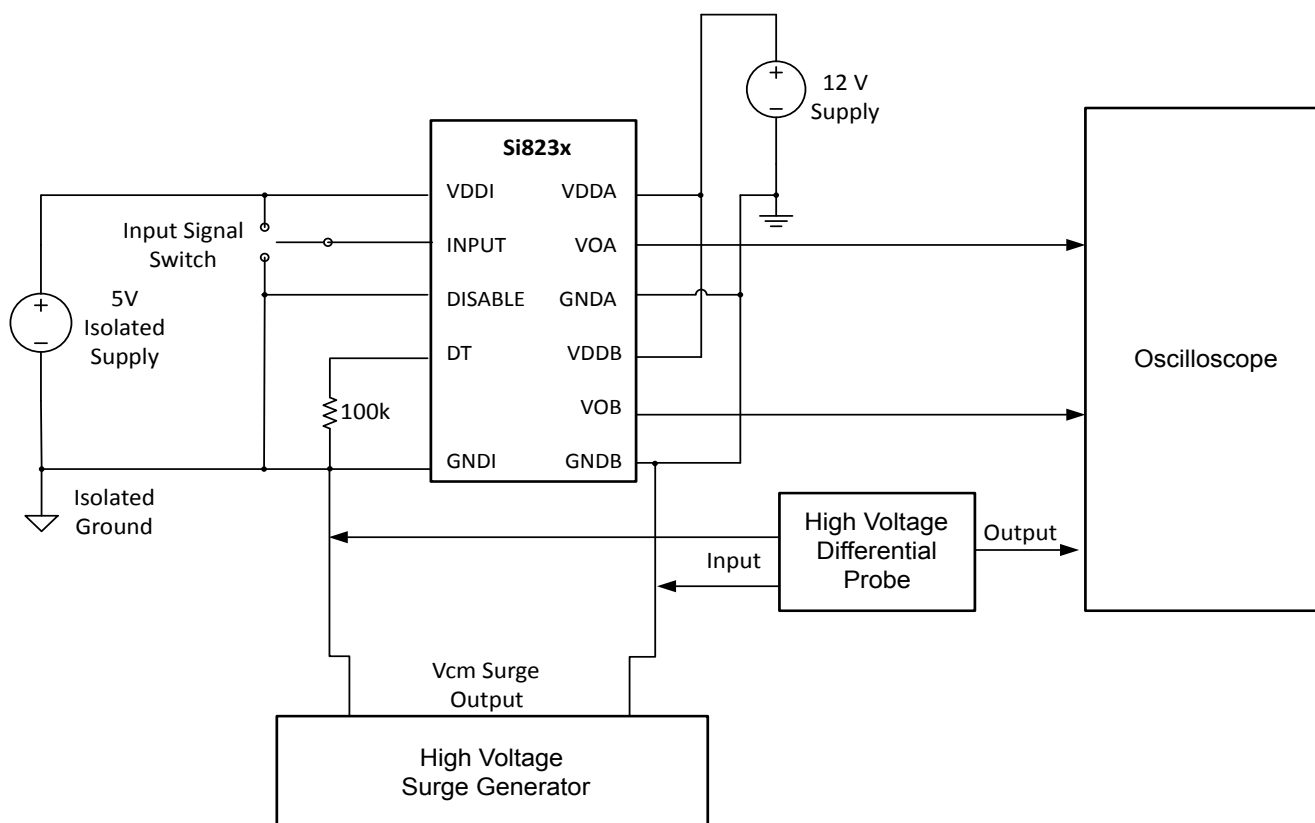 12 V
Supply
Si823x
VDDI
VDDA
Input Signal
Switch
INPUT
VOA
5V
Isolated
Supply
DISABLE
GNDA
DT
VDDB
Oscilloscope
100k
VOB
GNDI
GNDB
Isolated
Ground
High Voltage
Differential
Probe
Output
Input
Vcm Surge
Output
High Voltage
Surge Generator